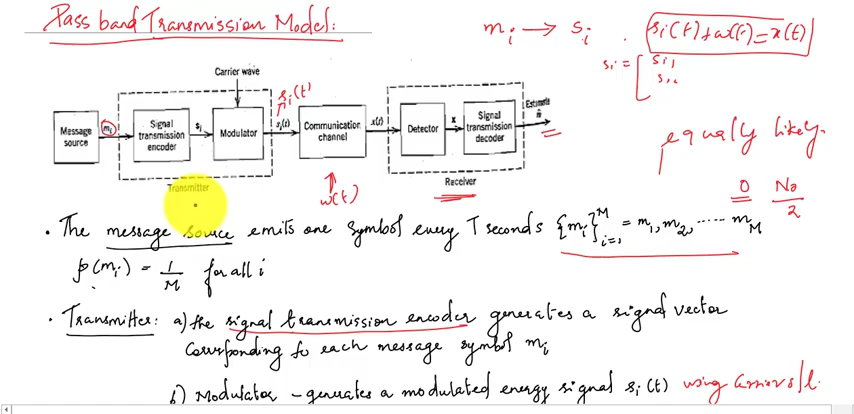 Pass band Transmission Model:
mi → si . si(t) + w(t) = x(t)
si = [ si1
si2
Carrier wave
si(t)
Message source
mi
Signal transmission encoder
si
Modulator
si(t)
Communication channel
x(t)
Detector
x
Signal transmission decoder
Estimate m̂
Transmitter
w(t)
Receiver
equally likely.
0 No/2
• The message source emits one symbol every T seconds {mi}ᴹi=1 = m1, m2, ...... mM
p(mi) = 1/M for all i
• Transmitter: a) the signal transmission encoder generates a signal vector
corresponding to each message symbol mi
b) Modulator - generates a modulated energy signal si(t) using